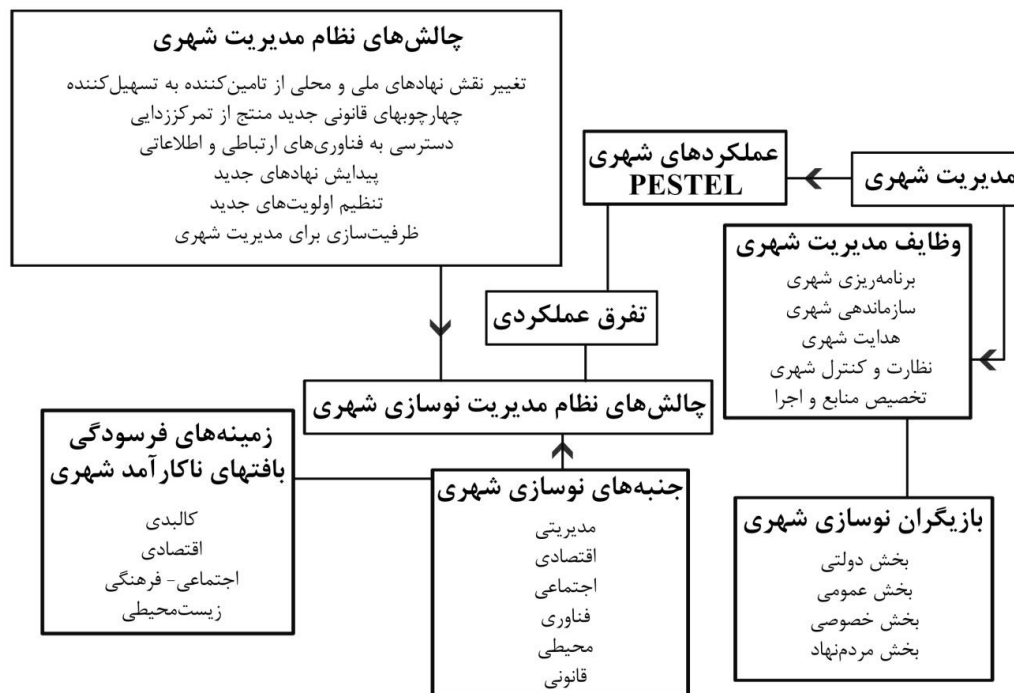 چالش‌های نظام مدیریت شهری
تغییر نقش نهادهای ملی و محلی از تامین‌کننده به تسهیل‌کننده
چهارچوبهای قانونی جدید منتج از تمرکززدایی
دسترسی به فناوری‌های ارتباطی و اطلاعاتی
پیدایش نهادهای جدید
تنظیم اولویت‌های جدید
ظرفیت‌سازی برای مدیریت شهری
مدیریت شهری
عملکردهای شهری
PESTEL
وظایف مدیریت شهری
برنامه‌ریزی شهری
سازماندهی شهری
هدایت شهری
نظارت و کنترل شهری
تخصیص منابع و اجرا
تفرق عملکردی
چالش‌های نظام مدیریت نوسازی شهری
بازیگران نوسازی شهری
بخش دولتی
بخش عمومی
بخش خصوصی
بخش مردم‌نهاد
جنبه‌های نوسازی شهری
مدیریتی
اقتصادی
اجتماعی
فناوری
محیطی
قانونی
زمینه‌های فرسودگی
بافتهای ناکارآمد شهری
کالبدی
اقتصادی
اجتماعی- فرهنگی
زیست‌محیطی